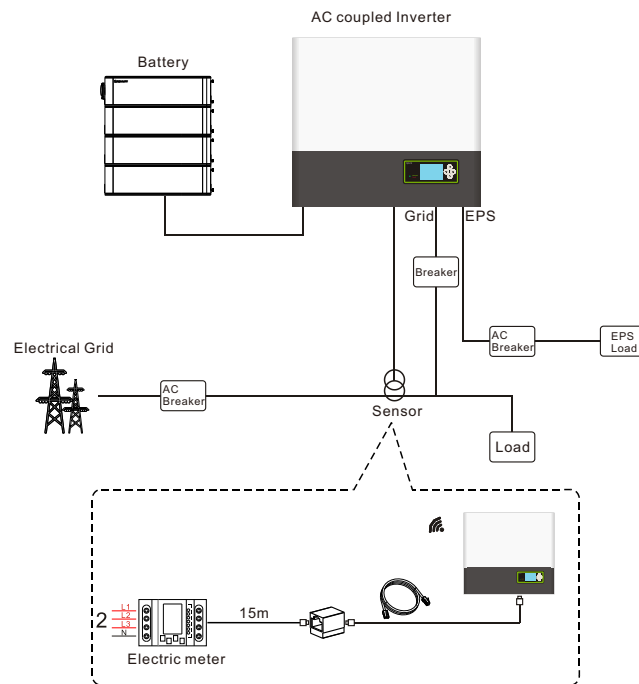 AC coupled Inverter
Battery
Grid
EPS
Breaker
AC
Breaker
EPS
Load
Electrical Grid
AC
Breaker
Sensor
Load
2
L1
L2
L3
N
15m
Electric meter